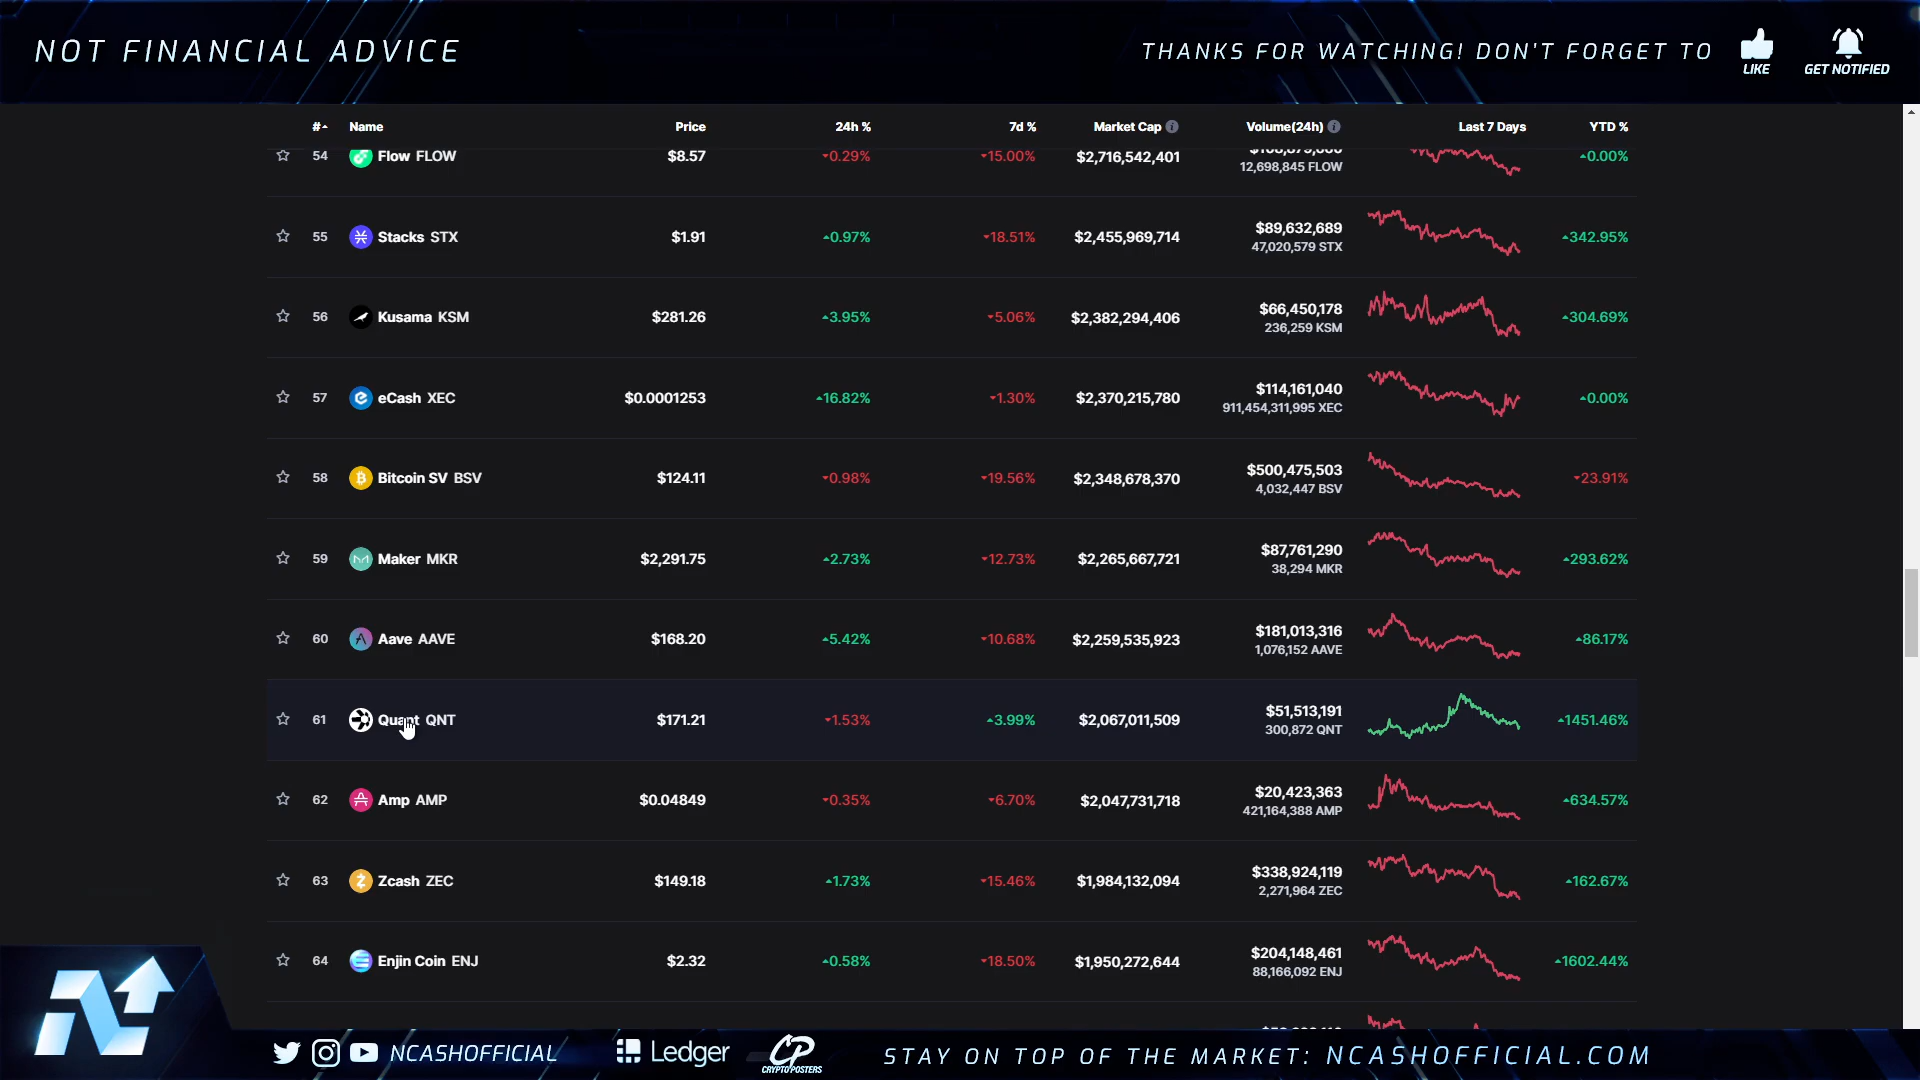 NOT FINANCIAL ADVICE
THANKS FOR WATCHING! DON'T FORGET TO
LIKE
GET NOTIFIED
# Name Price 24h % 7d % Market Cap Volume(24h) Last 7 Days YTD %
54 Flow FLOW $8.57 0.29% 15.00% $2,716,542,401 0.00%
12,698,845 FLOW
55 Stacks STX $1.91 0.97% 18.51% $2,455,969,714 $89,632,689 342.95%
47,020,579 STX
56 Kusama KSM $281.26 3.95% 5.06% $2,382,294,406 $66,450,178 304.69%
236,259 KSM
57 eCash XEC $0.0001253 16.82% 1.30% $2,370,215,780 $114,161,040 0.00%
911,454,311,995 XEC
58 Bitcoin SV BSV $124.11 0.98% 19.56% $2,348,678,370 $500,475,503 23.91%
4,032,447 BSV
59 Maker MKR $2,291.75 2.73% 12.73% $2,265,667,721 $87,761,290 293.62%
38,294 MKR
60 Aave AAVE $168.20 5.42% 10.68% $2,259,535,923 $181,013,316 86.17%
1,076,152 AAVE
61 Quant QNT $171.21 1.53% 3.99% $2,067,011,509 $51,513,191 1451.46%
300,872 QNT
62 Amp AMP $0.04849 0.35% 6.70% $2,047,731,718 $20,423,363 634.57%
421,164,388 AMP
63 Zcash ZEC $149.18 1.73% 15.46% $1,984,132,094 $338,924,119 162.67%
2,271,964 ZEC
64 Enjin Coin ENJ $2.32 0.58% 18.50% $1,950,272,644 $204,148,461 1602.44%
88,166,092 ENJ
NCASHOFFICIAL
Ledger
CP
CRYPTOPOSTERS
STAY ON TOP OF THE MARKET: NCASHOFFICIAL.COM